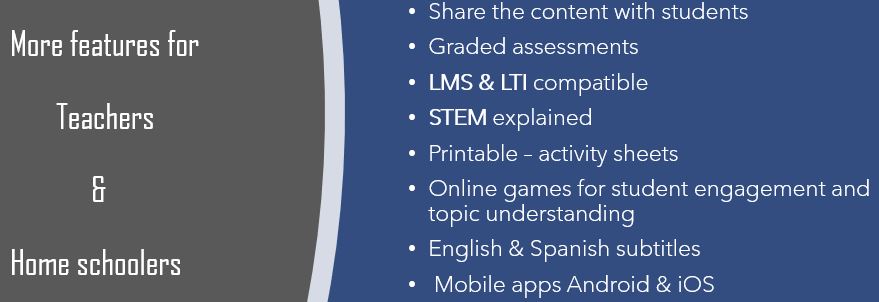 More features for
Teachers
&
Home schoolers
• Share the content with students
• Graded assessments
• LMS & LTI compatible
• STEM explained
• Printable – activity sheets
• Online games for student engagement and
topic understanding
• English & Spanish subtitles
• Mobile apps Android & iOS